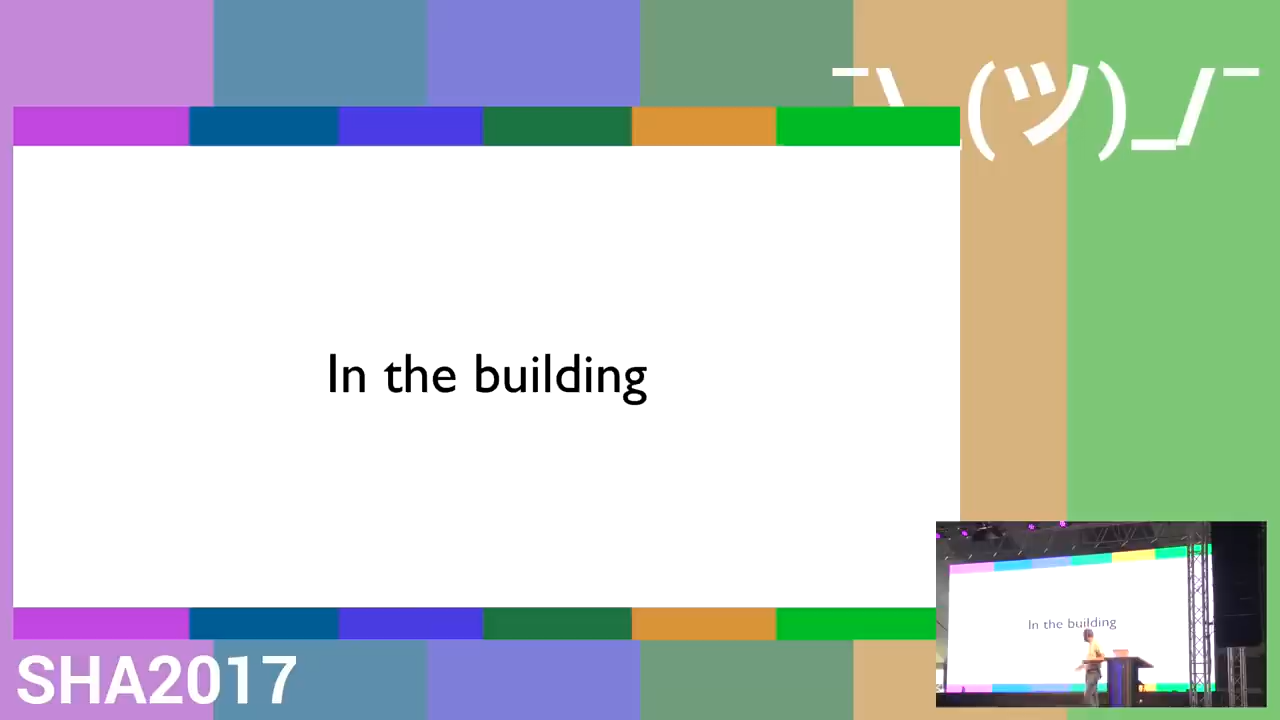 ¯\_(ツ)_/¯
In the building
In the building
SHA2017